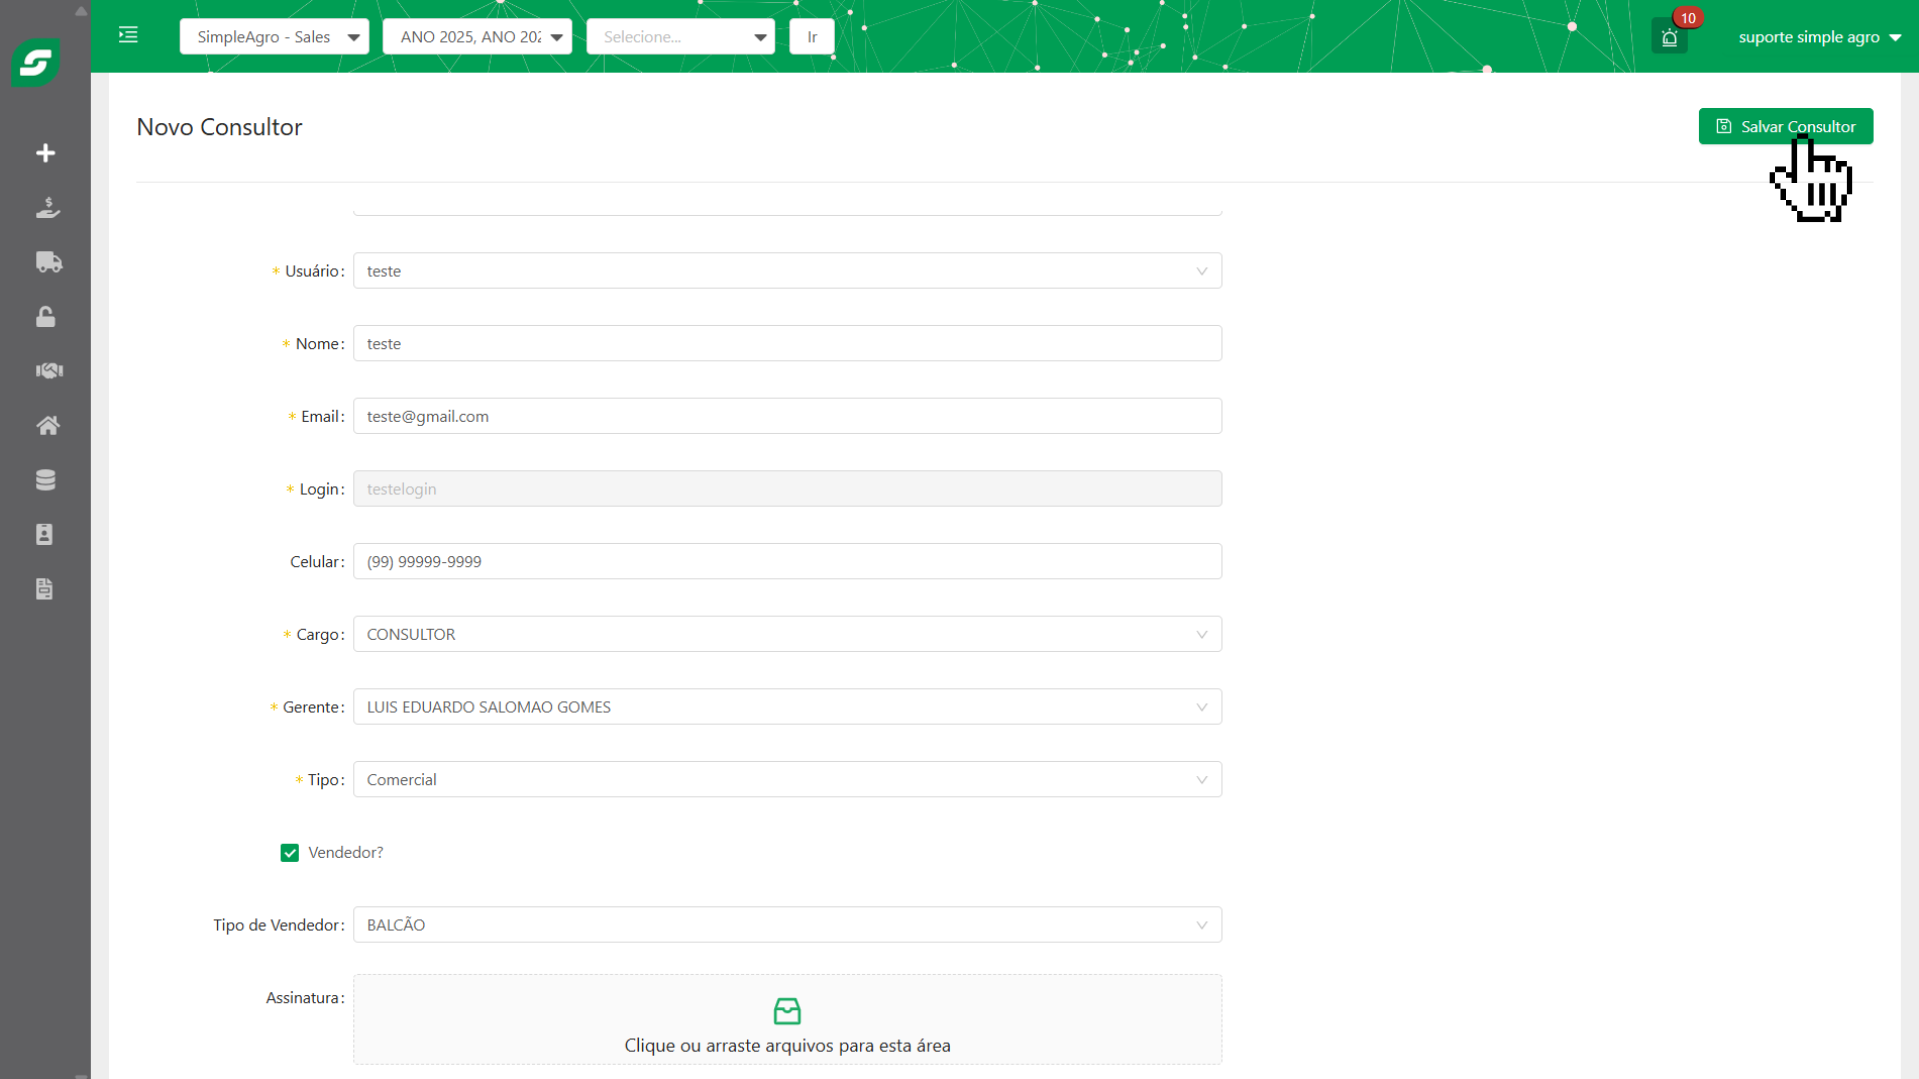 SimpleAgro - Sales
ANO 2025, ANO 202
Selecione...
Ir
10
suporte simple agro
Novo Consultor
Salvar Consultor
* Usuário: teste
* Nome: teste
* Email: teste@gmail.com
* Login: testelogin
Celular: (99) 99999-9999
* Cargo: CONSULTOR
* Gerente: LUIS EDUARDO SALOMAO GOMES
* Tipo: Comercial
Vendedor?
Tipo de Vendedor: BALCÃO
Assinatura:
Clique ou arraste arquivos para esta área